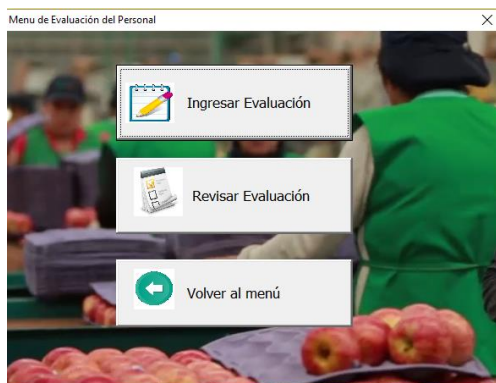 Menu de Evaluación del Personal
Ingresar Evaluación
Revisar Evaluación
Volver al menú